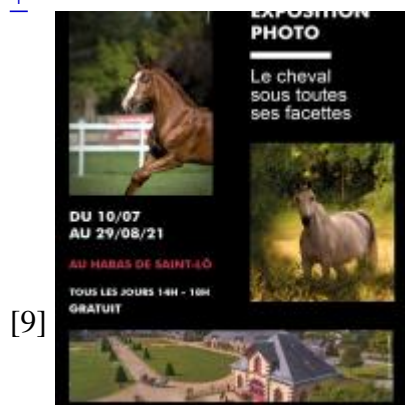 +
EXPOSITION
PHOTO
Le cheval
sous toutes
ses facettes
DU 10/07
AU 29/08/21
AU HARAS DE SAINT-LÔ
TOUS LES JOURS 14H - 18H
GRATUIT
[9]